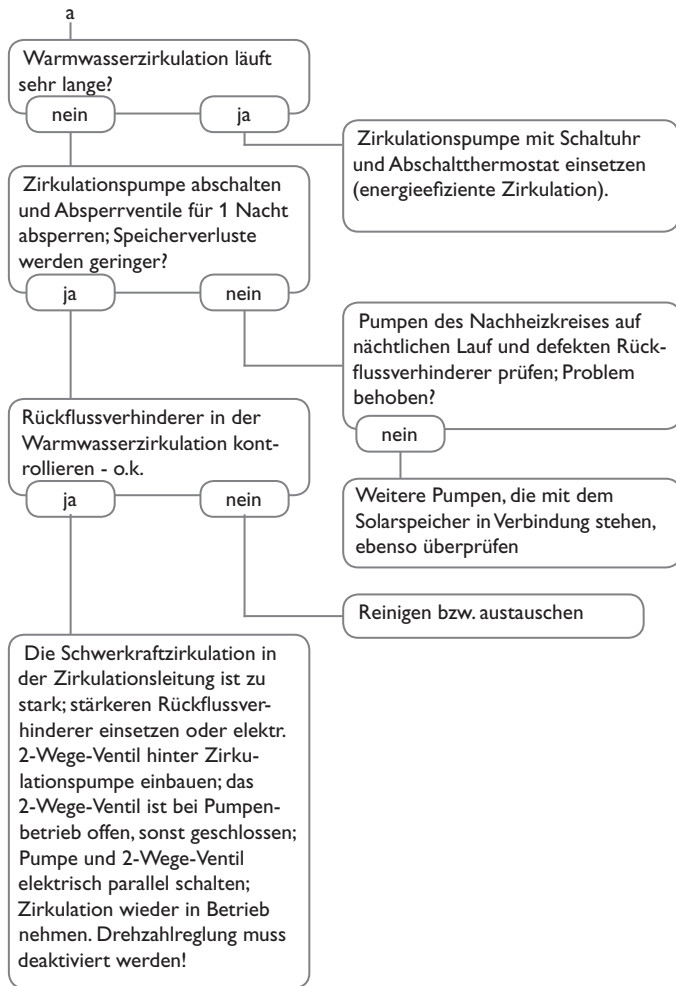 a
Warmwasserzirkulation läuft
sehr lange?
nein
ja
Zirkulationspumpe mit Schaltuhr
und Abschaltthermostat einsetzen
(energieefiziente Zirkulation).
Zirkulationspumpe abschalten
und Absperrventile für 1 Nacht
absperren; Speicherverluste
werden geringer?
ja
nein
Pumpen des Nachheizkreises auf
nächtlichen Lauf und defekten Rück-
flussverhinderer prüfen; Problem
behoben?
nein
Weitere Pumpen, die mit dem
Solarspeicher in Verbindung stehen,
ebenso überprüfen
Rückflussverhinderer in der
Warmwasserzirkulation kont-
rollieren - o.k.
ja
nein
Reinigen bzw. austauschen
Die Schwerkraftzirkulation in
der Zirkulationsleitung ist zu
stark; stärkeren Rückflussver-
hinderer einsetzen oder elektr.
2-Wege-Ventil hinter Zirku-
lationspumpe einbauen; das
2-Wege-Ventil ist bei Pumpen-
betrieb offen, sonst geschlossen;
Pumpe und 2-Wege-Ventil
elektrisch parallel schalten;
Zirkulation wieder in Betrieb
nehmen. Drehzahlreglung muss
deaktiviert werden!